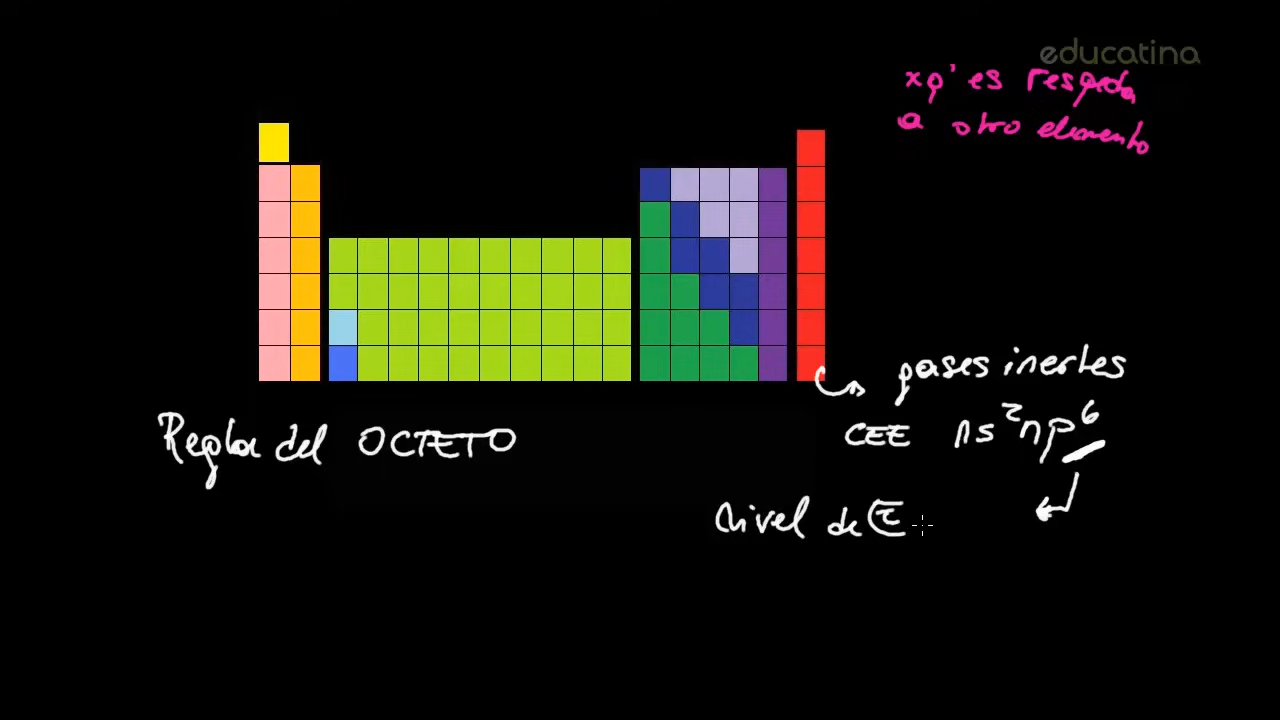 educatina
xq' es respecto
a otro elemento
gases inertes
CEE ns²np⁶
Regla del OCTETO
nivel de E